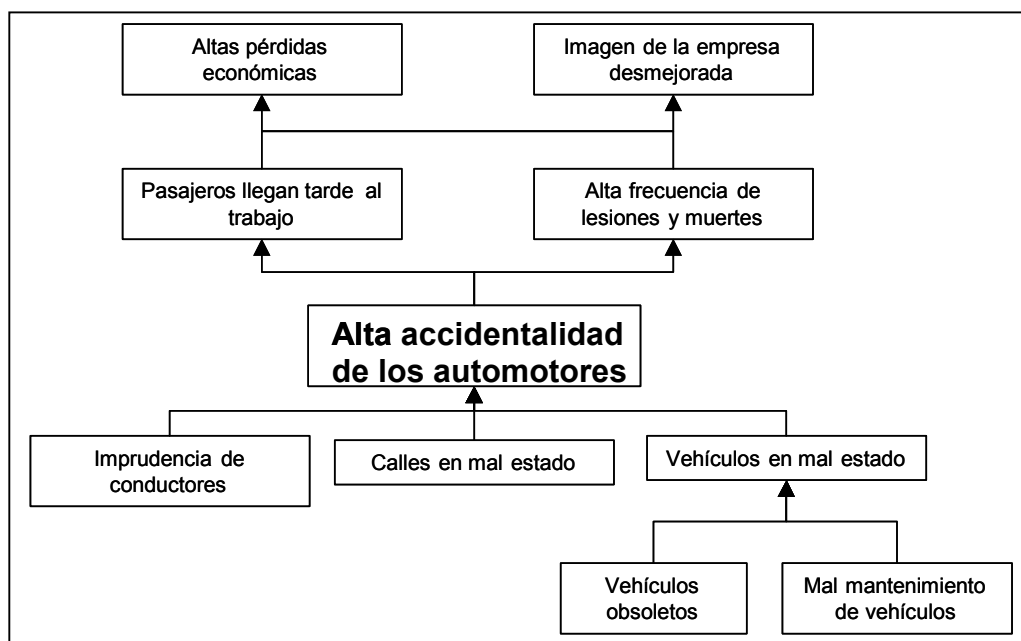 Altas pérdidas
económicas
Imagen de la empresa
desmejorada
Pasajeros llegan tarde al
trabajo
Alta frecuencia de
lesiones y muertes
Alta accidentalidad
de los automotores
Imprudencia de
conductores
Calles en mal estado
Vehículos en mal estado
Vehículos
obsoletos
Mal mantenimiento
de vehículos